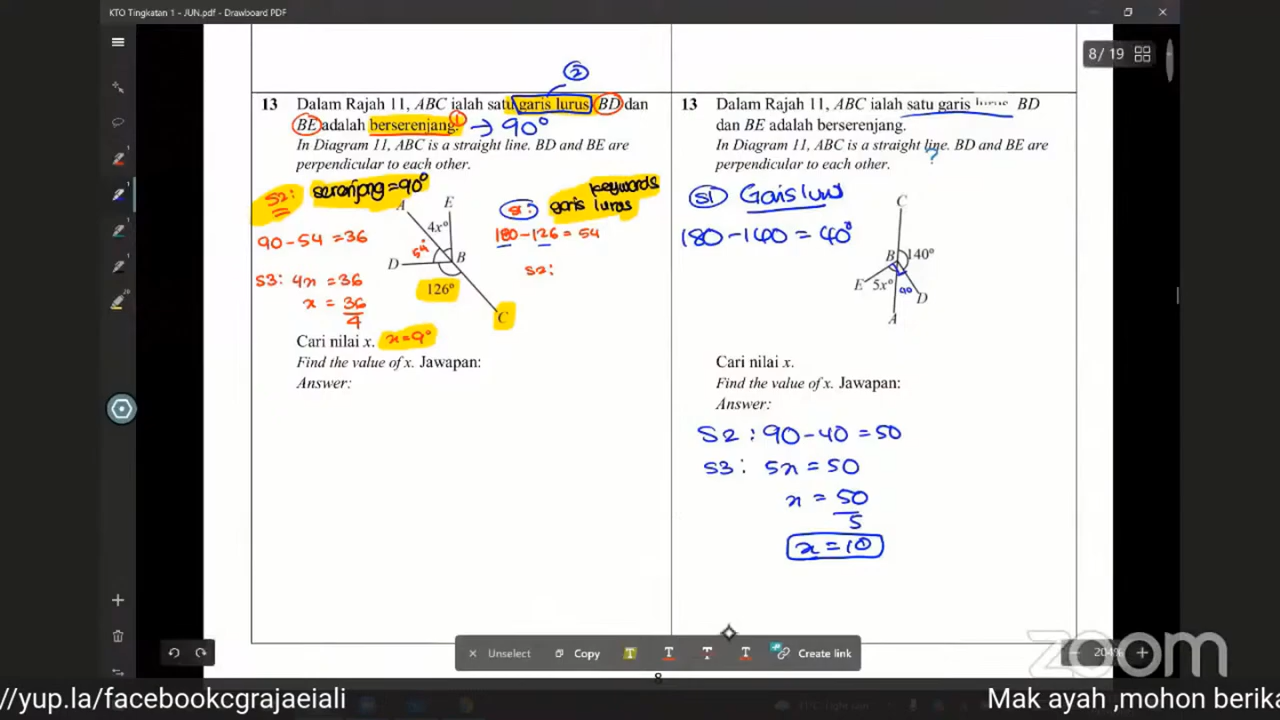 KTO Tingkatan 1 - JUN.pdf - Drawboard PDF
8/19
②
13 Dalam Rajah 11, ABC ialah satu garis lurus. BD dan
BE adalah berserenjang. ① → 90°
In Diagram 11, ABC is a straight line. BD and BE are
perpendicular to each other.
S2: serenjang = 90°
keywords
S1: garis lurus
90 - 54 = 36
180 - 126 = 54
S2:
S3: 4x = 36
x = 36
4
A
E
4x°
54°
D
B
126°
C
Cari nilai x. x = 9°
Find the value of x. Jawapan:
Answer:
13 Dalam Rajah 11, ABC ialah satu garis lurus BD
dan BE adalah berserenjang.
In Diagram 11, ABC is a straight line. BD and BE are
?
perpendicular to each other.
S1 Garis lurus
180 - 140 = 40°
C
B
140°
E
5x°
90
D
A
Cari nilai x.
Find the value of x. Jawapan:
Answer:
S2 : 90 - 40 = 50
S3 : 5x = 50
x = 50
5
x = 10
Unselect
Copy
T
T
T
T
Create link
8
zoom
204%
//yup.la/facebookcgrajaeiali
Mak ayah ,mohon berika